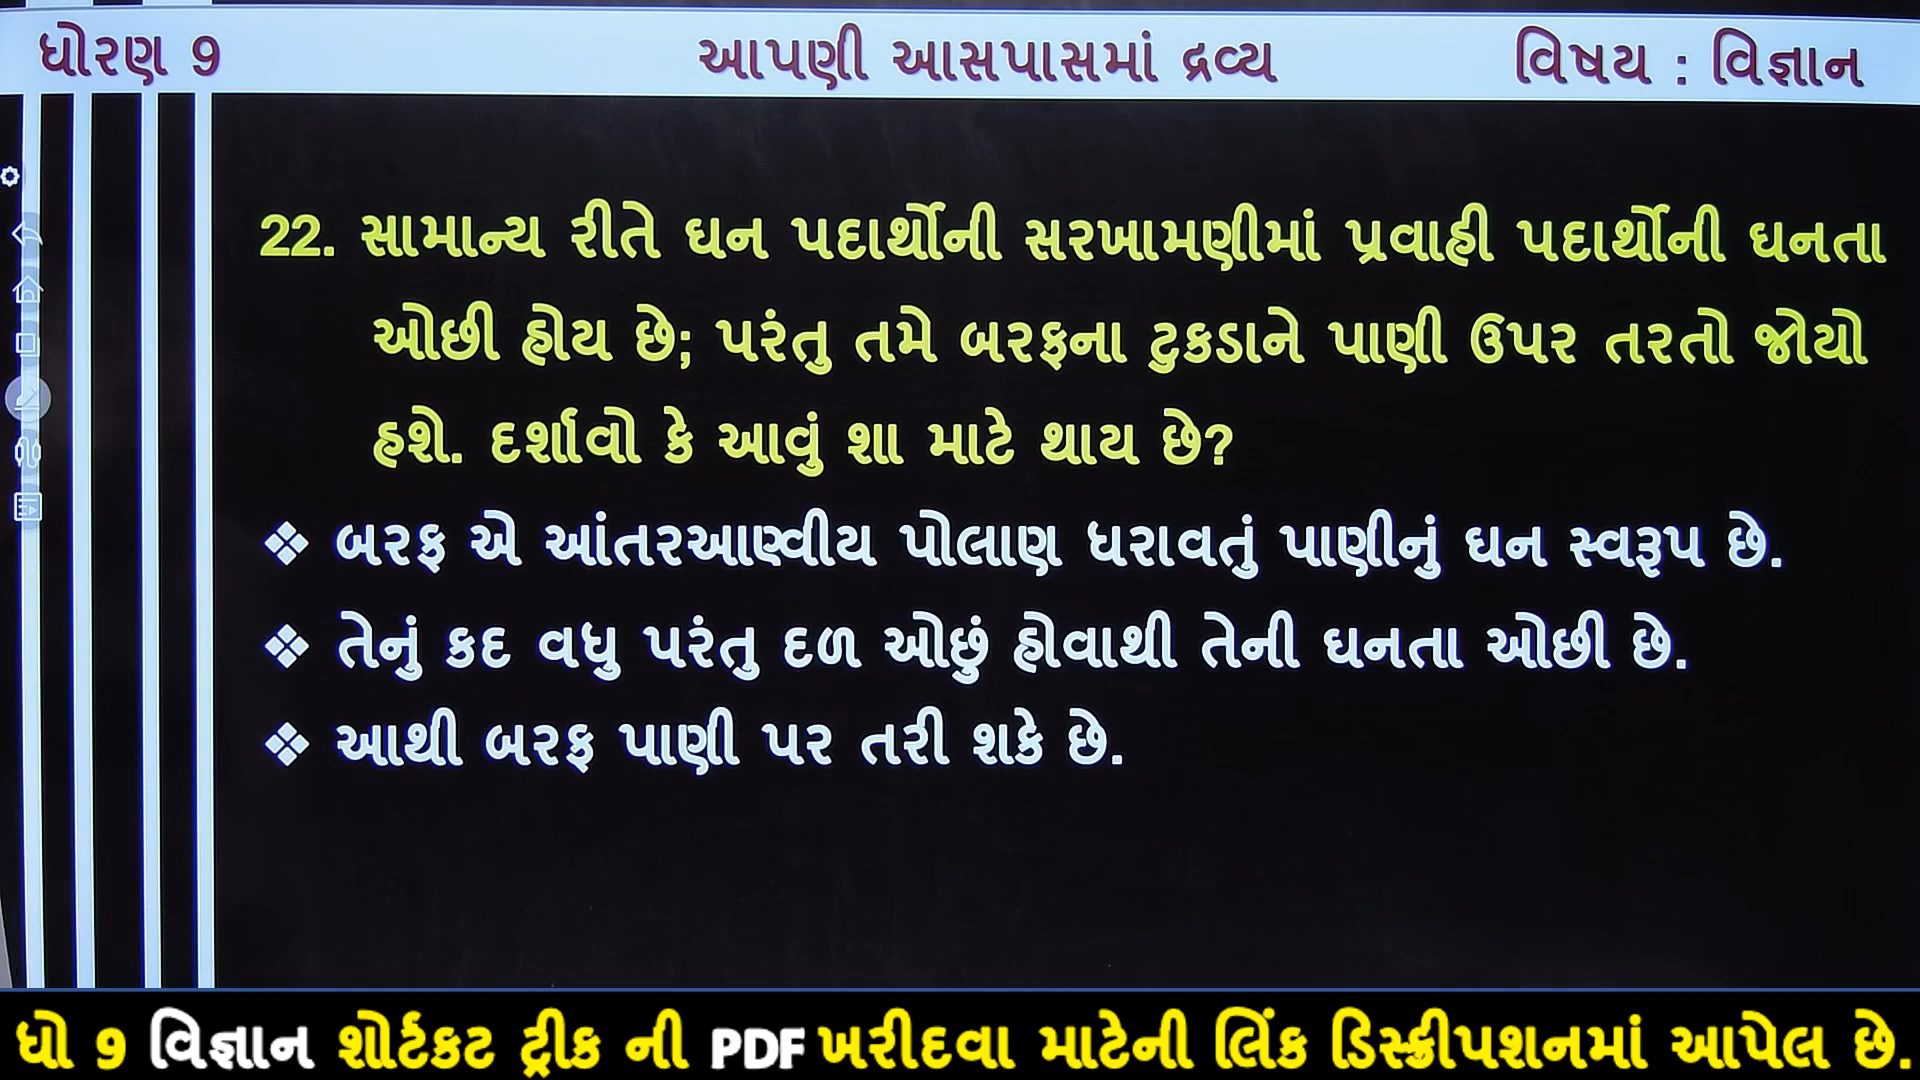 ધોરણ 9 આપણી આસપાસમાં દ્રવ્ય વિષય : વિજ્ઞાન
22. સામાન્ય રીતે ઘન પદાર્થોની સરખામણીમાં પ્રવાહી પદાર્થોની ઘનતા
ઓછી હોય છે; પરંતુ તમે બરફના ટુકડાને પાણી ઉપર તરતો જોયો
હશે. દર્શાવો કે આવું શા માટે થાય છે?
❖ બરફ એ આંતરઆણ્વીય પોલાણ ધરાવતું પાણીનું ઘન સ્વરૂપ છે.
❖ તેનું કદ વધુ પરંતુ દળ ઓછું હોવાથી તેની ઘનતા ઓછી છે.
❖ આથી બરફ પાણી પર તરી શકે છે.
ધો 9 વિજ્ઞાન શોર્ટકટ ટ્રીક ની PDF ખરીદવા માટેની લિંક ડિસ્ક્રીપશનમાં આપેલ છે.